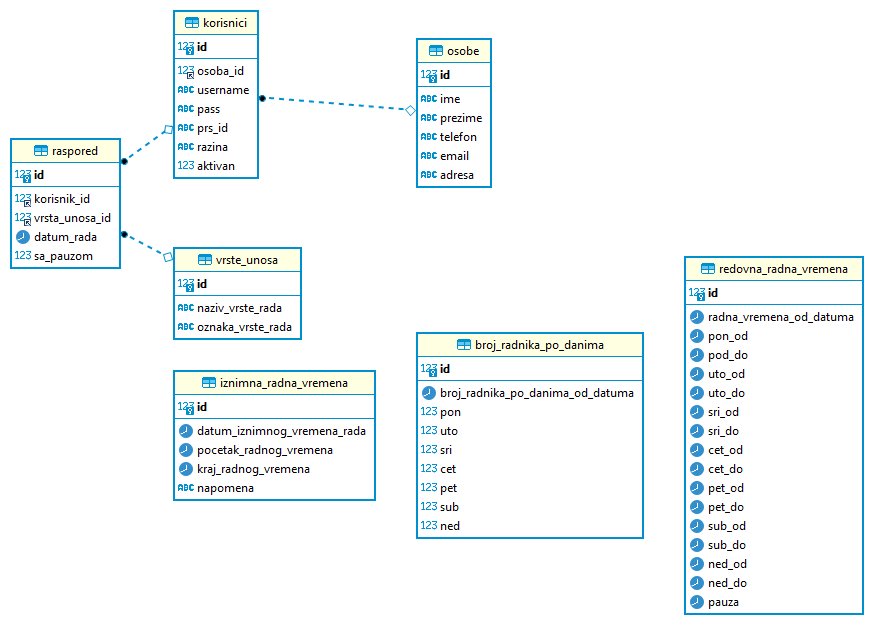 korisnici
123 id
123 osoba_id
ABC username
ABC pass
ABC prs_id
ABC razina
123 aktivan
osobe
123 id
ABC ime
ABC prezime
ABC telefon
ABC email
ABC adresa
raspored
123 id
123 korisnik_id
123 vrsta_unosa_id
datum_rada
123 sa_pauzom
vrste_unosa
123 id
ABC naziv_vrste_rada
ABC oznaka_vrste_rada
iznimna_radna_vremena
123 id
datum_iznimnog_vremena_rada
pocetak_radnog_vremena
kraj_radnog_vremena
ABC napomena
broj_radnika_po_danima
123 id
broj_radnika_po_danima_od_datuma
123 pon
123 uto
123 sri
123 cet
123 pet
123 sub
123 ned
redovna_radna_vremena
123 id
radna_vremena_od_datuma
pon_od
pod_do
uto_od
uto_do
sri_od
sri_do
cet_od
cet_do
pet_od
pet_do
sub_od
sub_do
ned_od
ned_do
pauza